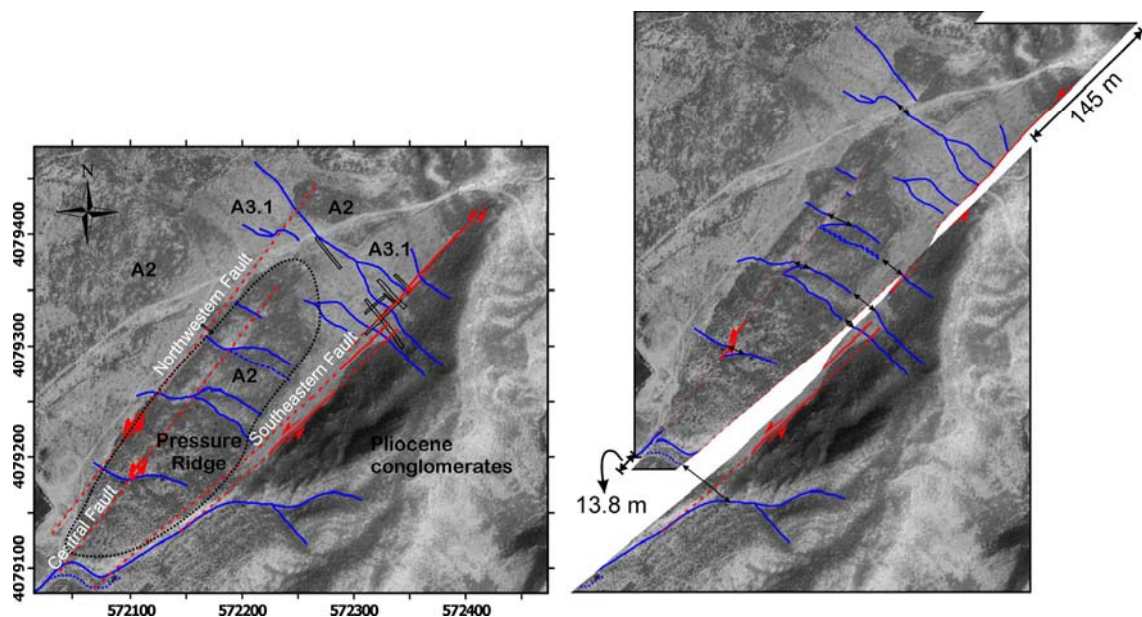 N
A3.1
A2
A2
A3.1
Northwestern Fault
A2
Southeastern Fault
Pressure
Ridge
Pliocene
conglomerates
Central Fault
4079400
4079300
4079200
4079100
572100
572200
572300
572400
145 m
13.8 m